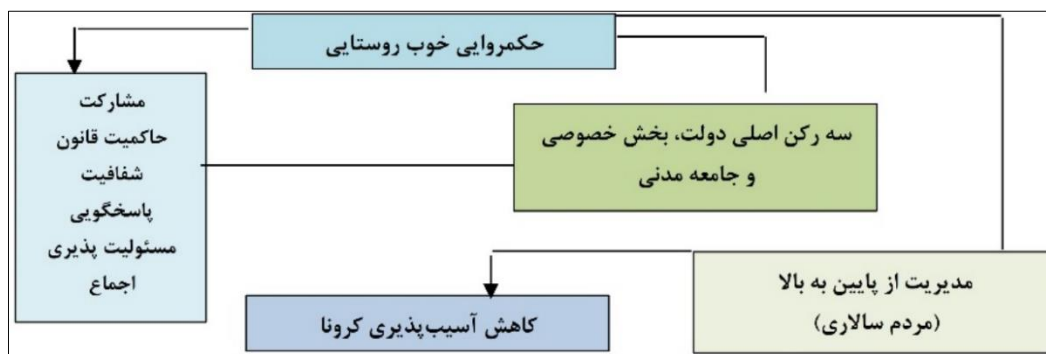 حکمروایی خوب روستایی
مشارکت
حاکمیت قانون
شفافیت
پاسخگویی
مسئولیت پذیری
اجماع
سه رکن اصلی دولت، بخش خصوصی
و جامعه مدنی
مدیریت از پایین به بالا
(مردم سالاری)
کاهش آسیب‌پذیری کرونا